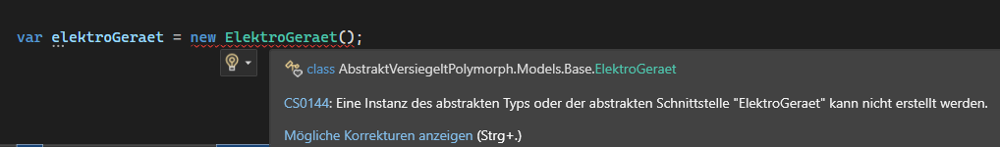 var elektroGeraet = new ElektroGeraet();
class AbstraktVersiegeltPolymorph.Models.Base.ElektroGeraet
CS0144: Eine Instanz des abstrakten Typs oder der abstrakten Schnittstelle "ElektroGeraet" kann nicht erstellt werden.
Mögliche Korrekturen anzeigen (Strg+.)